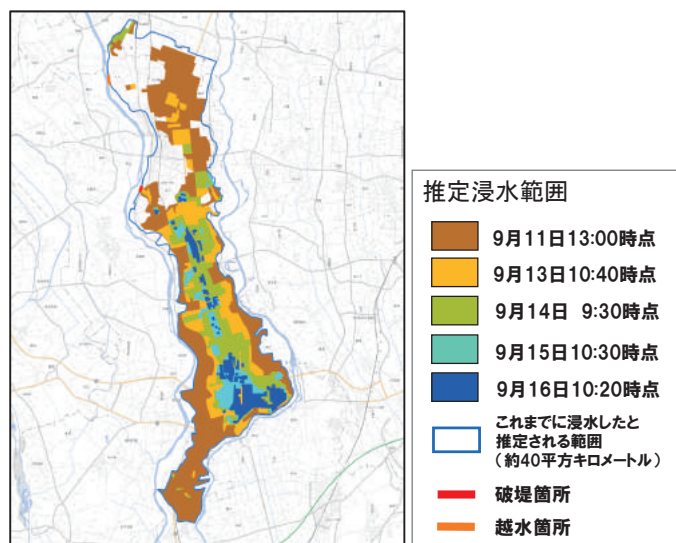 推定浸水範囲
9月11日13:00時点
9月13日10:40時点
9月14日 9:30時点
9月15日10:30時点
9月16日10:20時点
これまでに浸水したと
推定される範囲
（約40平方キロメートル）
破堤箇所
越水箇所